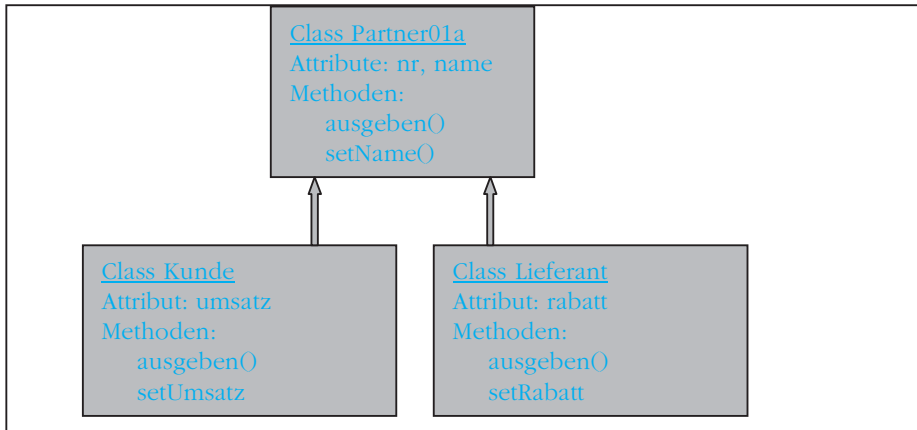 Class Partner01a
Attribute: nr, name
Methoden:
ausgeben()
setName()
Class Kunde
Attribut: umsatz
Methoden:
ausgeben()
setUmsatz
Class Lieferant
Attribut: rabatt
Methoden:
ausgeben()
setRabatt